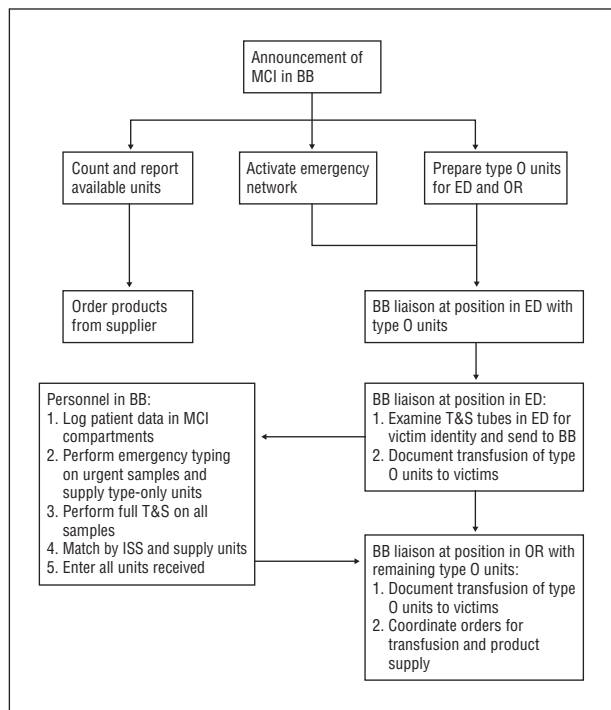 Announcement of
MCI in BB
Count and report
available units
Activate emergency
network
Prepare type O units
for ED and OR
Order products
from supplier
BB liaison at position in ED with
type O units
Personnel in BB:
1. Log patient data in MCI
compartments
2. Perform emergency typing
on urgent samples and
supply type-only units
3. Perform full T&S on all
samples
4. Match by ISS and supply units
5. Enter all units received
BB liaison at position in ED:
1. Examine T&S tubes in ED for
victim identity and send to BB
2. Document transfusion of type
O units to victims
BB liaison at position in OR with
remaining type O units:
1. Document transfusion of type
O units to victims
2. Coordinate orders for
transfusion and product
supply